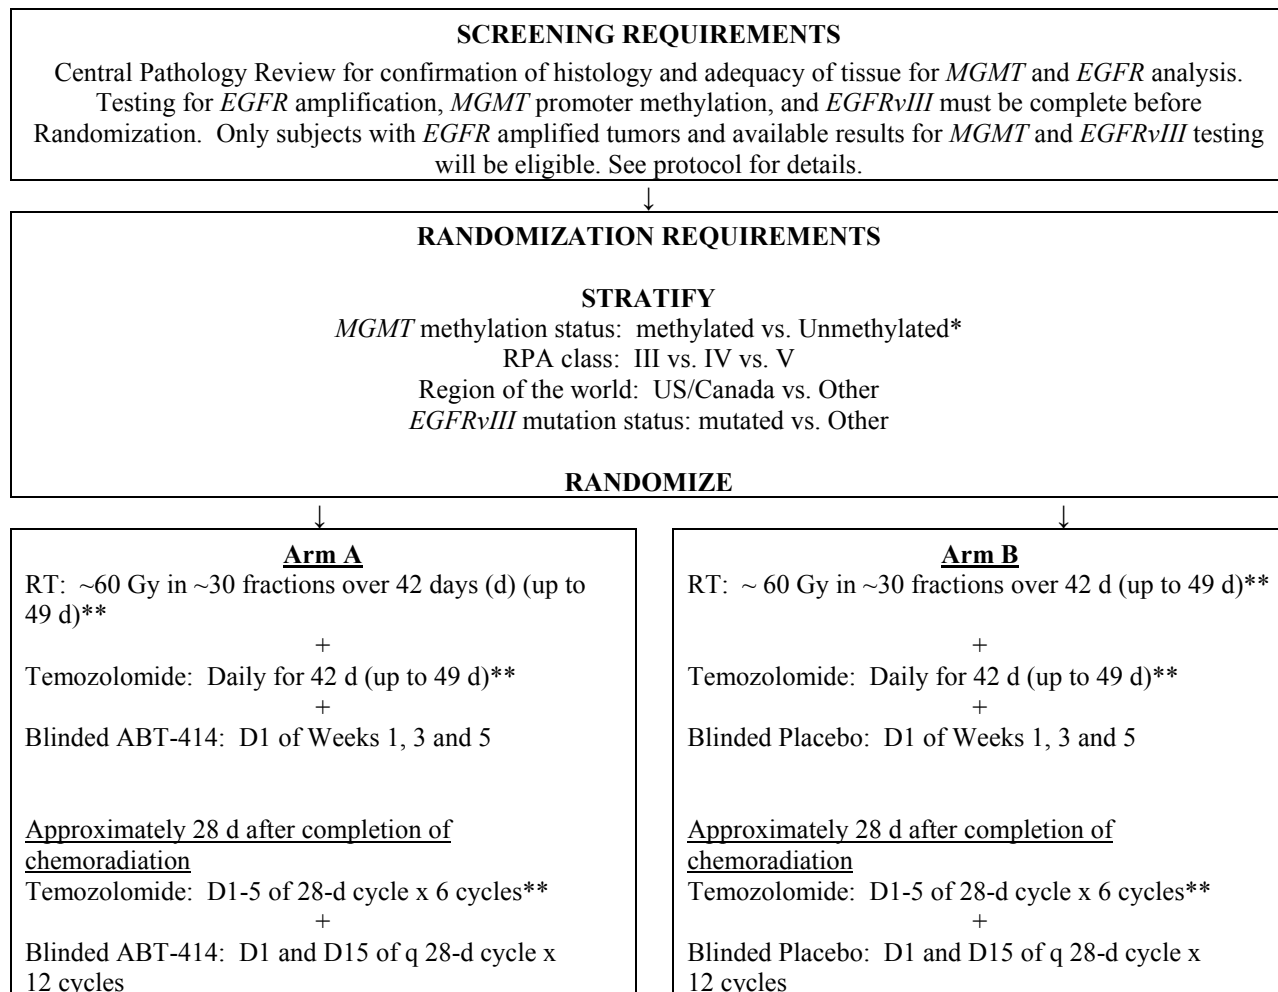 SCREENING REQUIREMENTS
Central Pathology Review for confirmation of histology and adequacy of tissue for MGMT and EGFR analysis.
Testing for EGFR amplification, MGMT promoter methylation, and EGFRvIII must be complete before
Randomization. Only subjects with EGFR amplified tumors and available results for MGMT and EGFRvIII testing
will be eligible. See protocol for details.
↓
RANDOMIZATION REQUIREMENTS
STRATIFY
MGMT methylation status: methylated vs. Unmethylated*
RPA class: III vs. IV vs. V
Region of the world: US/Canada vs. Other
EGFRvIII mutation status: mutated vs. Other
RANDOMIZE
↓
↓
Arm A
RT: ~60 Gy in ~30 fractions over 42 days (d) (up to
49 d)**
+
Temozolomide: Daily for 42 d (up to 49 d)**
+
Blinded ABT-414: D1 of Weeks 1, 3 and 5
Approximately 28 d after completion of
chemoradiation
Temozolomide: D1-5 of 28-d cycle x 6 cycles**
+
Blinded ABT-414: D1 and D15 of q 28-d cycle x
12 cycles
Arm B
RT: ~ 60 Gy in ~30 fractions over 42 d (up to 49 d)**
+
Temozolomide: Daily for 42 d (up to 49 d)**
+
Blinded Placebo: D1 of Weeks 1, 3 and 5
Approximately 28 d after completion of
chemoradiation
Temozolomide: D1-5 of 28-d cycle x 6 cycles**
+
Blinded Placebo: D1 and D15 of q 28-d cycle x
12 cycles